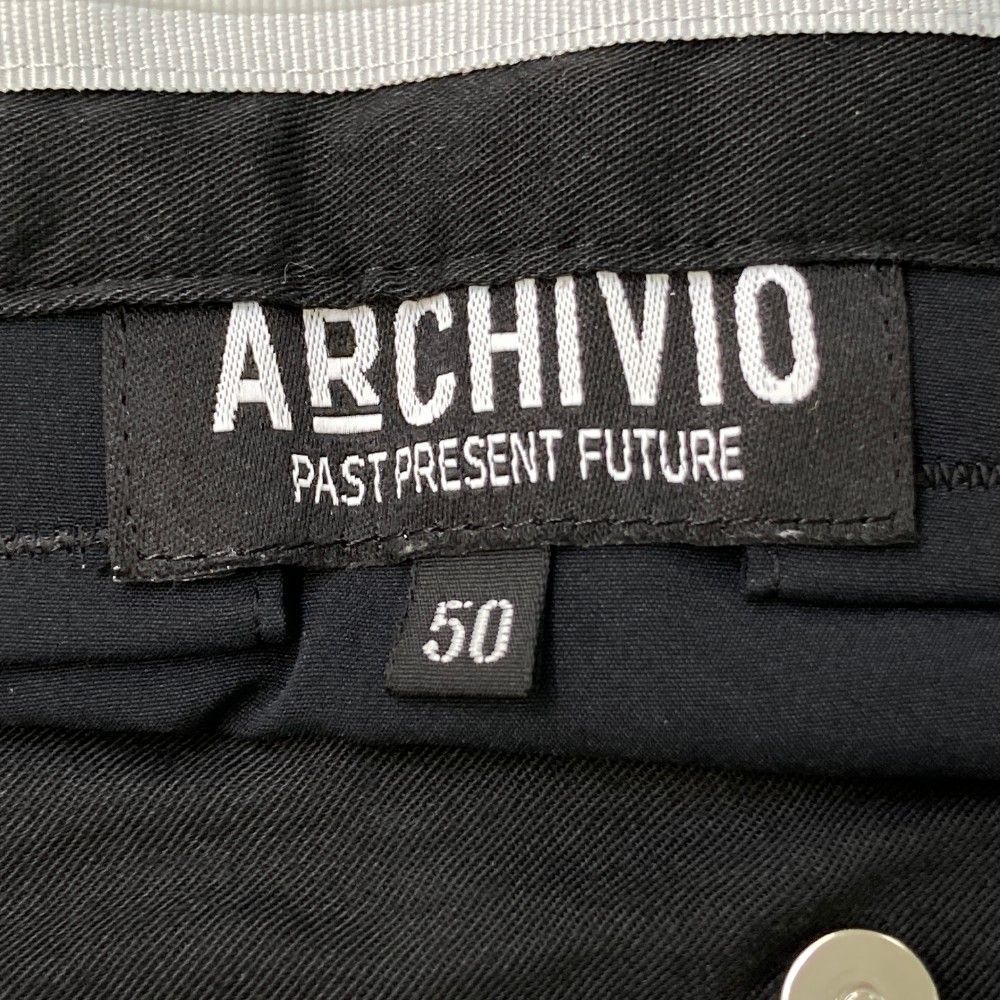 ARCHIVIO
PAST PRESENT FUTURE
50